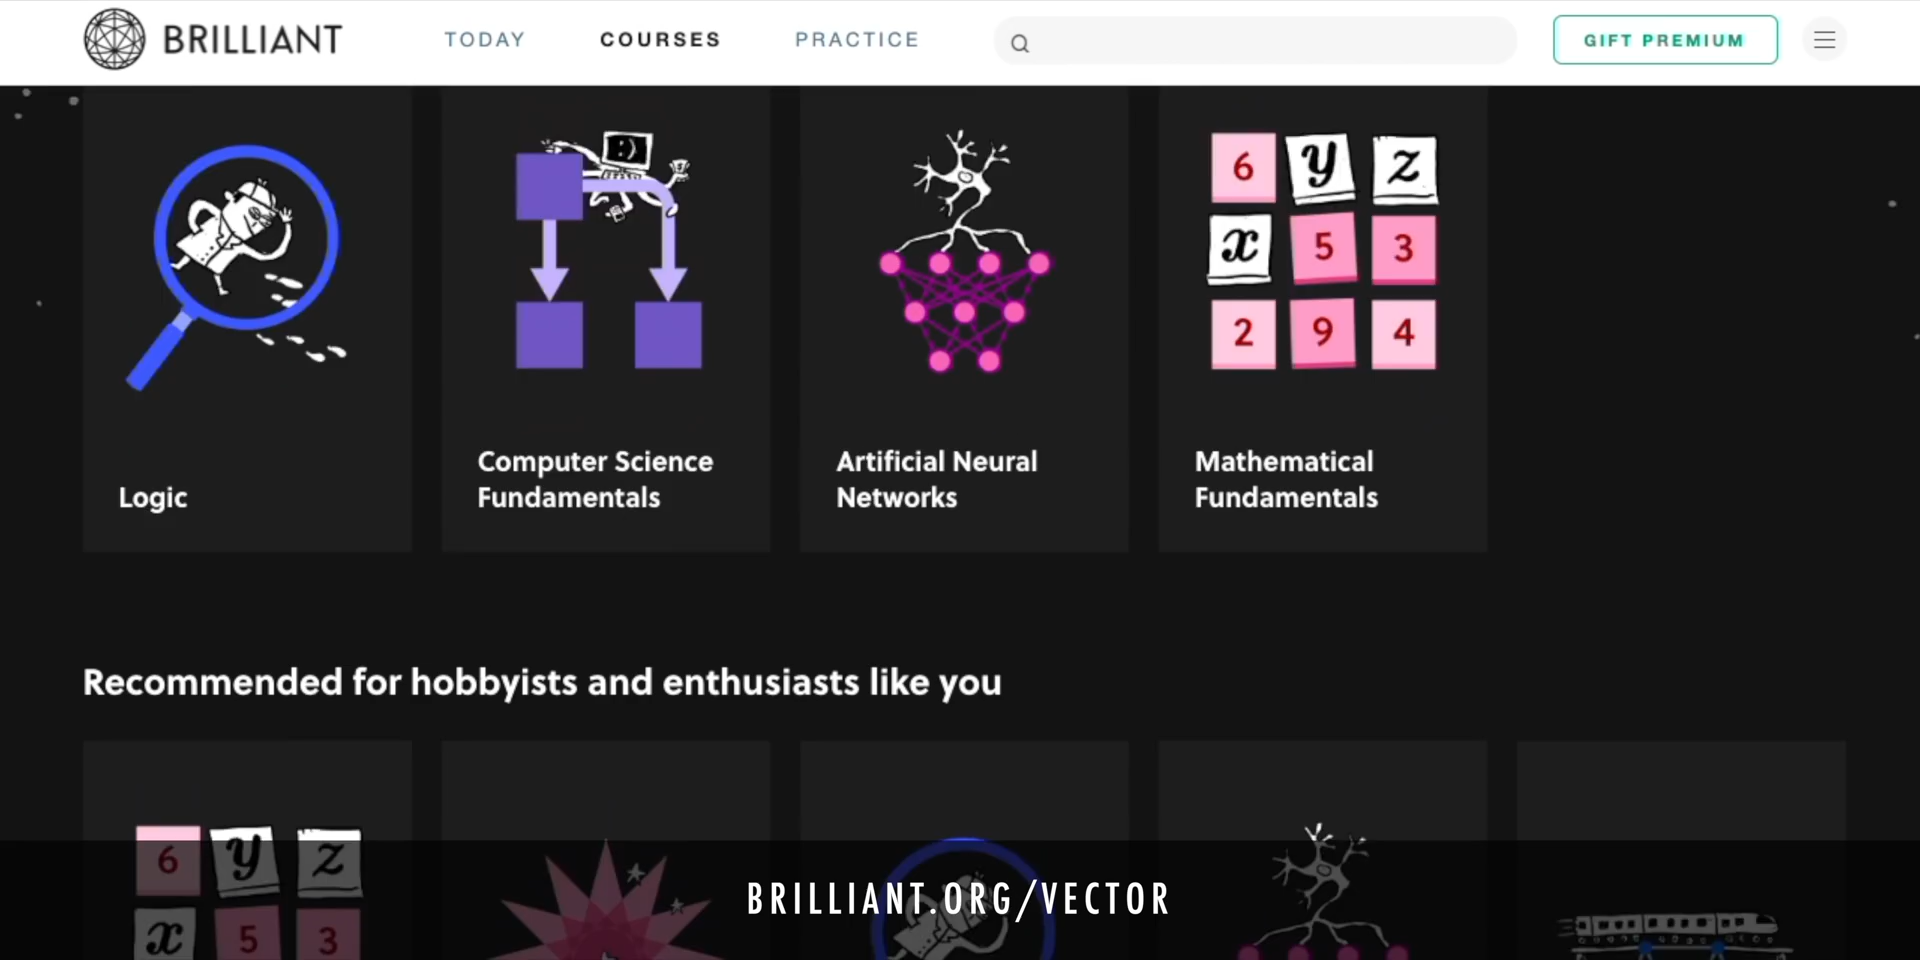 BRILLIANT
TODAY
COURSES
PRACTICE
GIFT PREMIUM
6 y z
x 5 3
2 9 4
Logic
Computer Science
Fundamentals
Artificial Neural
Networks
Mathematical
Fundamentals
Recommended for hobbyists and enthusiasts like you
6 y z
x 5 3
BRILLIANT.ORG/VECTOR